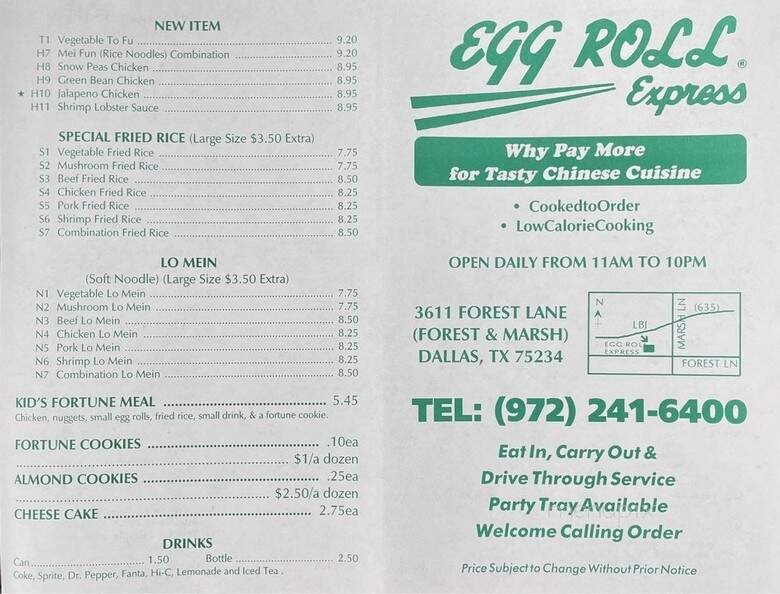 NEW ITEM
T1 Vegetable To Fu 9.20
H7 Mei Fun (Rice Noodles) Combination 9.20
H8 Snow Peas Chicken 8.95
H9 Green Bean Chicken 8.95
★ H10 Jalapeno Chicken 8.95
H11 Shrimp Lobster Sauce 8.95
SPECIAL FRIED RICE (Large Size $3.50 Extra)
S1 Vegetable Fried Rice 7.75
S2 Mushroom Fried Rice 7.75
S3 Beef Fried Rice 8.50
S4 Chicken Fried Rice 8.25
S5 Pork Fried Rice 8.25
S6 Shrimp Fried Rice 8.25
S7 Combination Fried Rice 8.50
LO MEIN
(Soft Noodle) (Large Size $3.50 Extra)
N1 Vegetable Lo Mein 7.75
N2 Mushroom Lo Mein 7.75
N3 Beef Lo Mein 8.50
N4 Chicken Lo Mein 8.25
N5 Pork Lo Mein 8.25
N6 Shrimp Lo Mein 8.25
N7 Combination Lo Mein 8.50
KID'S FORTUNE MEAL 5.45
Chicken, nuggets, small egg rolls, fried rice, small drink, & a fortune cookie.
FORTUNE COOKIES .10ea
$1/a dozen
ALMOND COOKIES .25ea
$2.50/a dozen
CHEESE CAKE 2.75ea
DRINKS
Can 1.50 Bottle 2.50
Coke, Sprite, Dr. Pepper, Fanta, Hi-C, Lemonade and Iced Tea .
EGG ROLL ®
Express
Why Pay More
for Tasty Chinese Cuisine
• CookedtoOrder
• LowCalorieCooking
OPEN DAILY FROM 11AM TO 10PM
3611 FOREST LANE
(FOREST & MARSH)
DALLAS, TX 75234
N
LBJ
(635)
MARSH LN
EGG ROLL
EXPRESS
FOREST LN
TEL: (972) 241-6400
Eat In, Carry Out &
Drive Through Service
Party Tray Available
Welcome Calling Order
Price Subject to Change Without Prior Notice